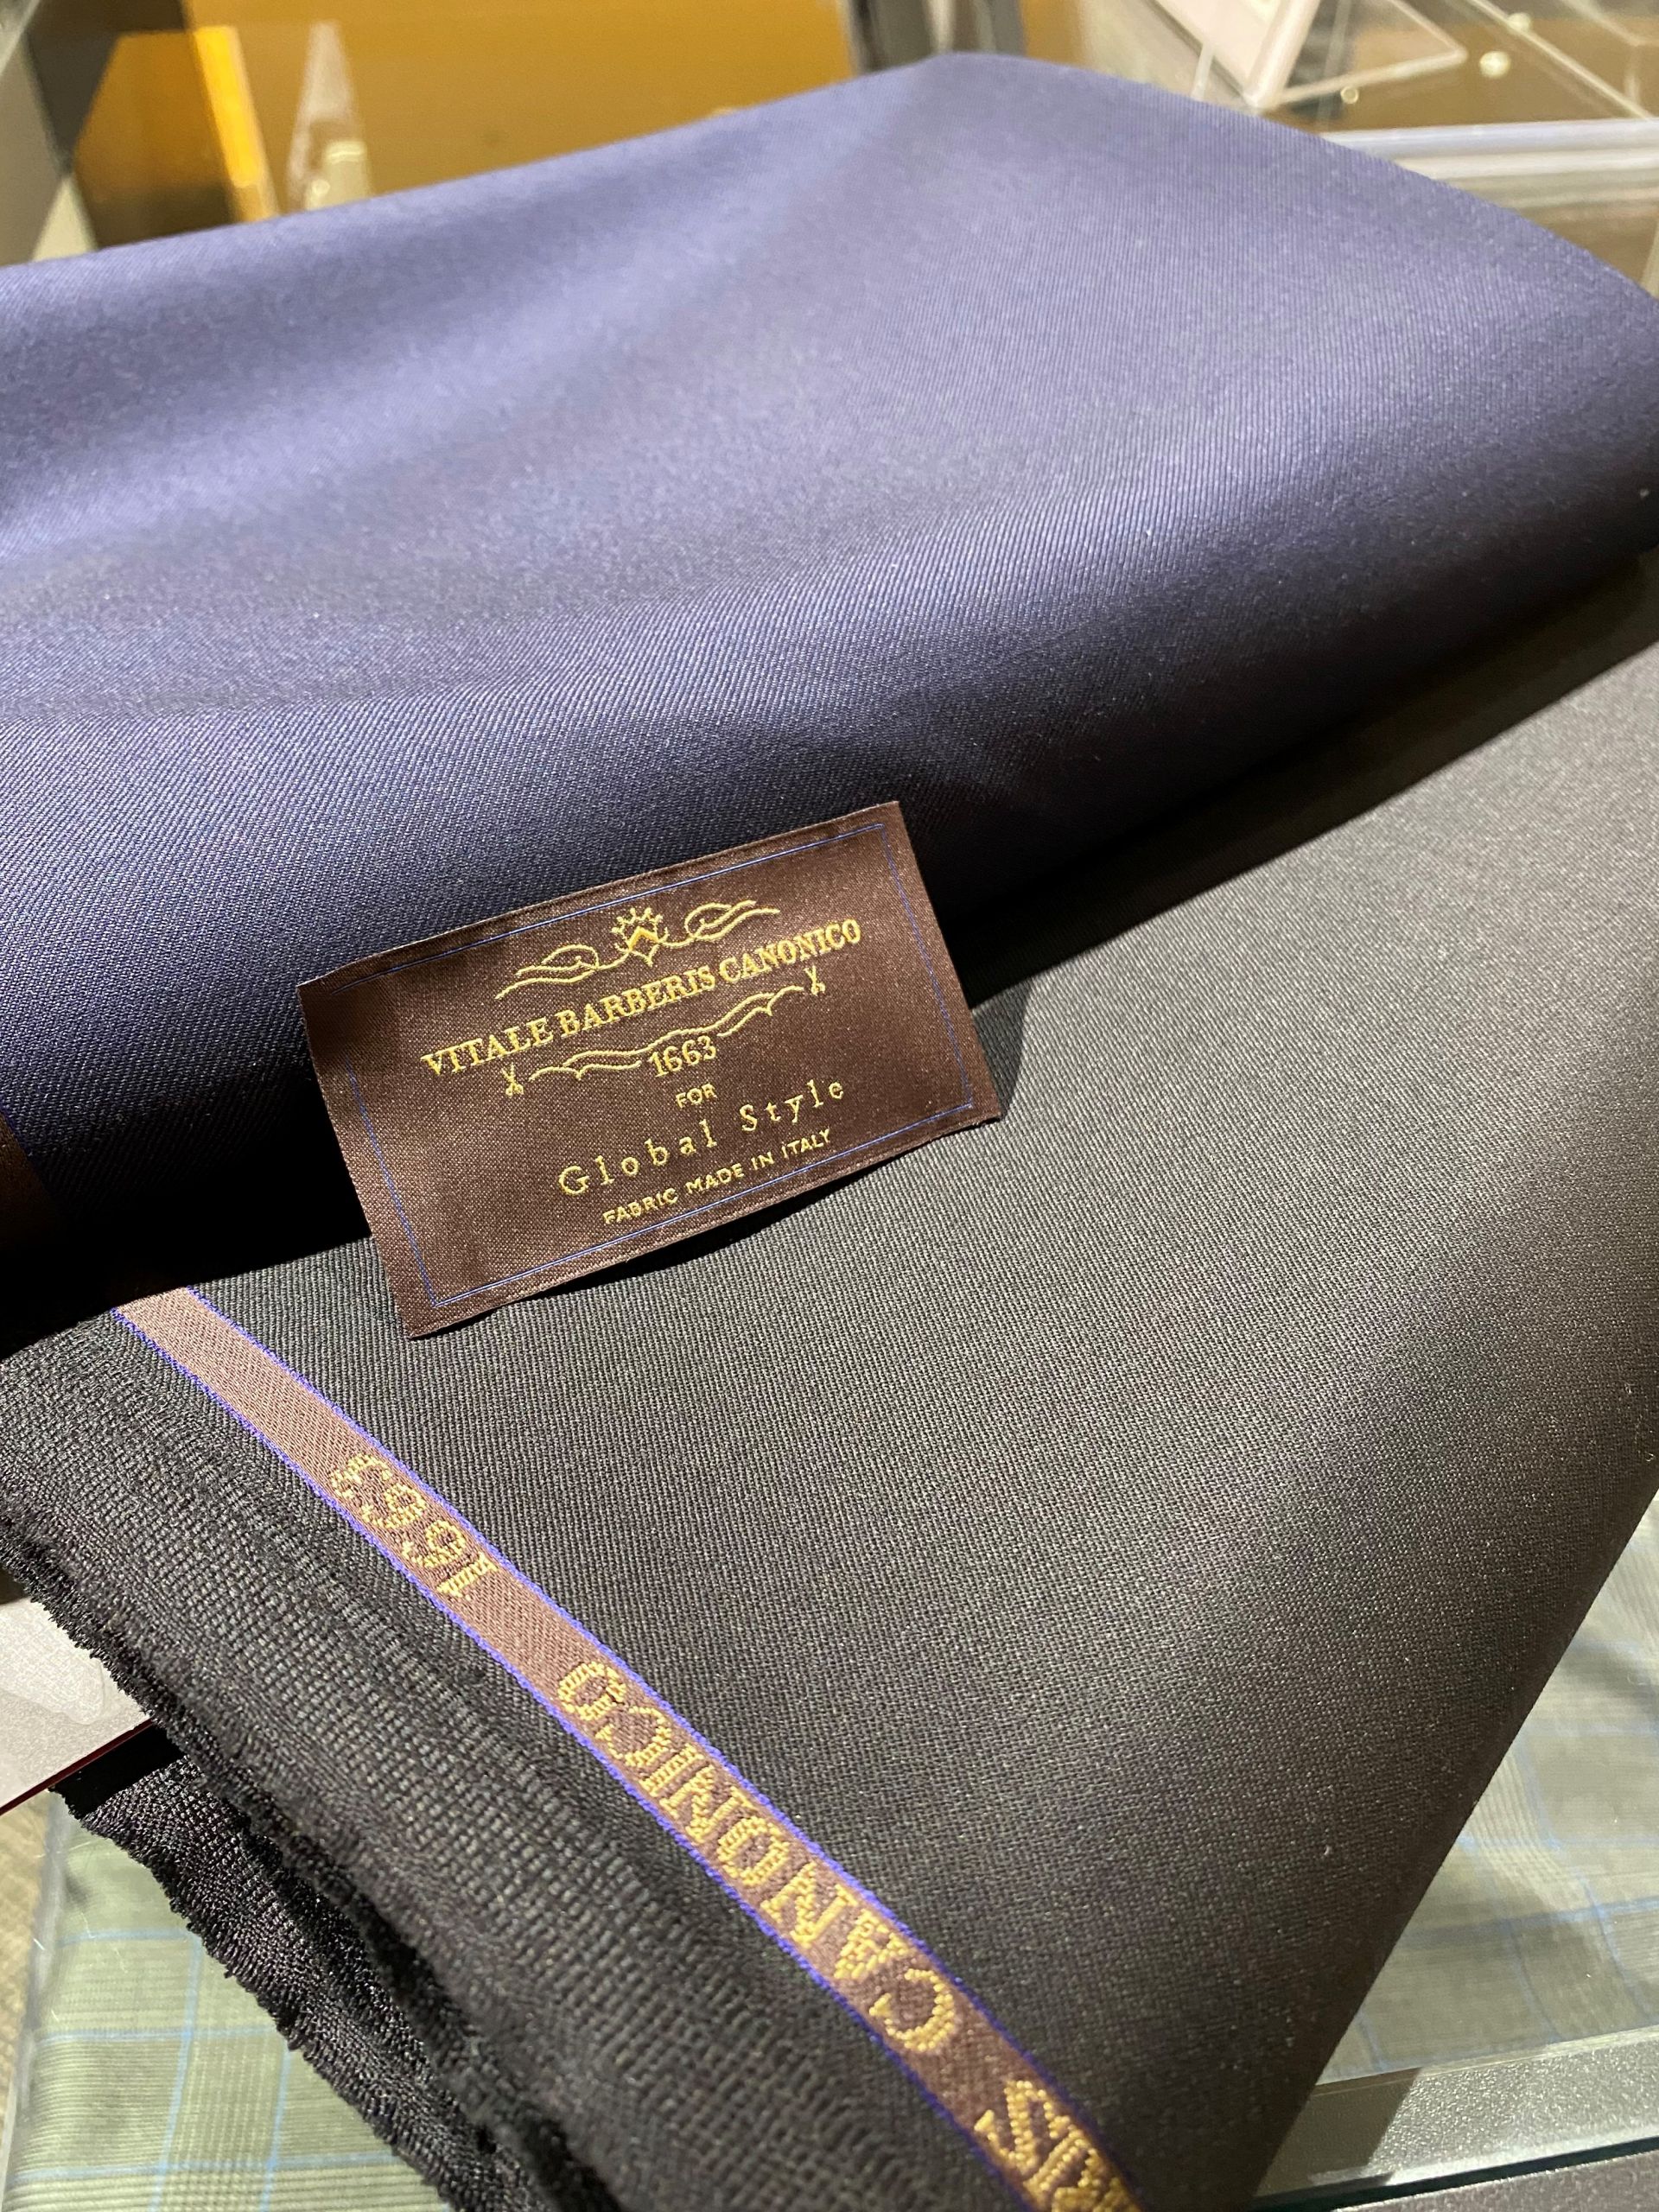 VITALE BARBERIS CANONICO
1663
FOR
Global Style
FABRIC MADE IN ITALY
CANONICO 1663